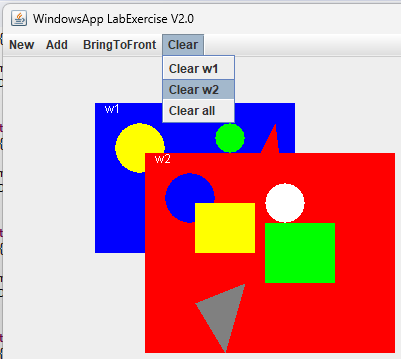 WindowsApp LabExercise V2.0
New Add BringToFront Clear
Clear w1
Clear w2
Clear all
w1
w2